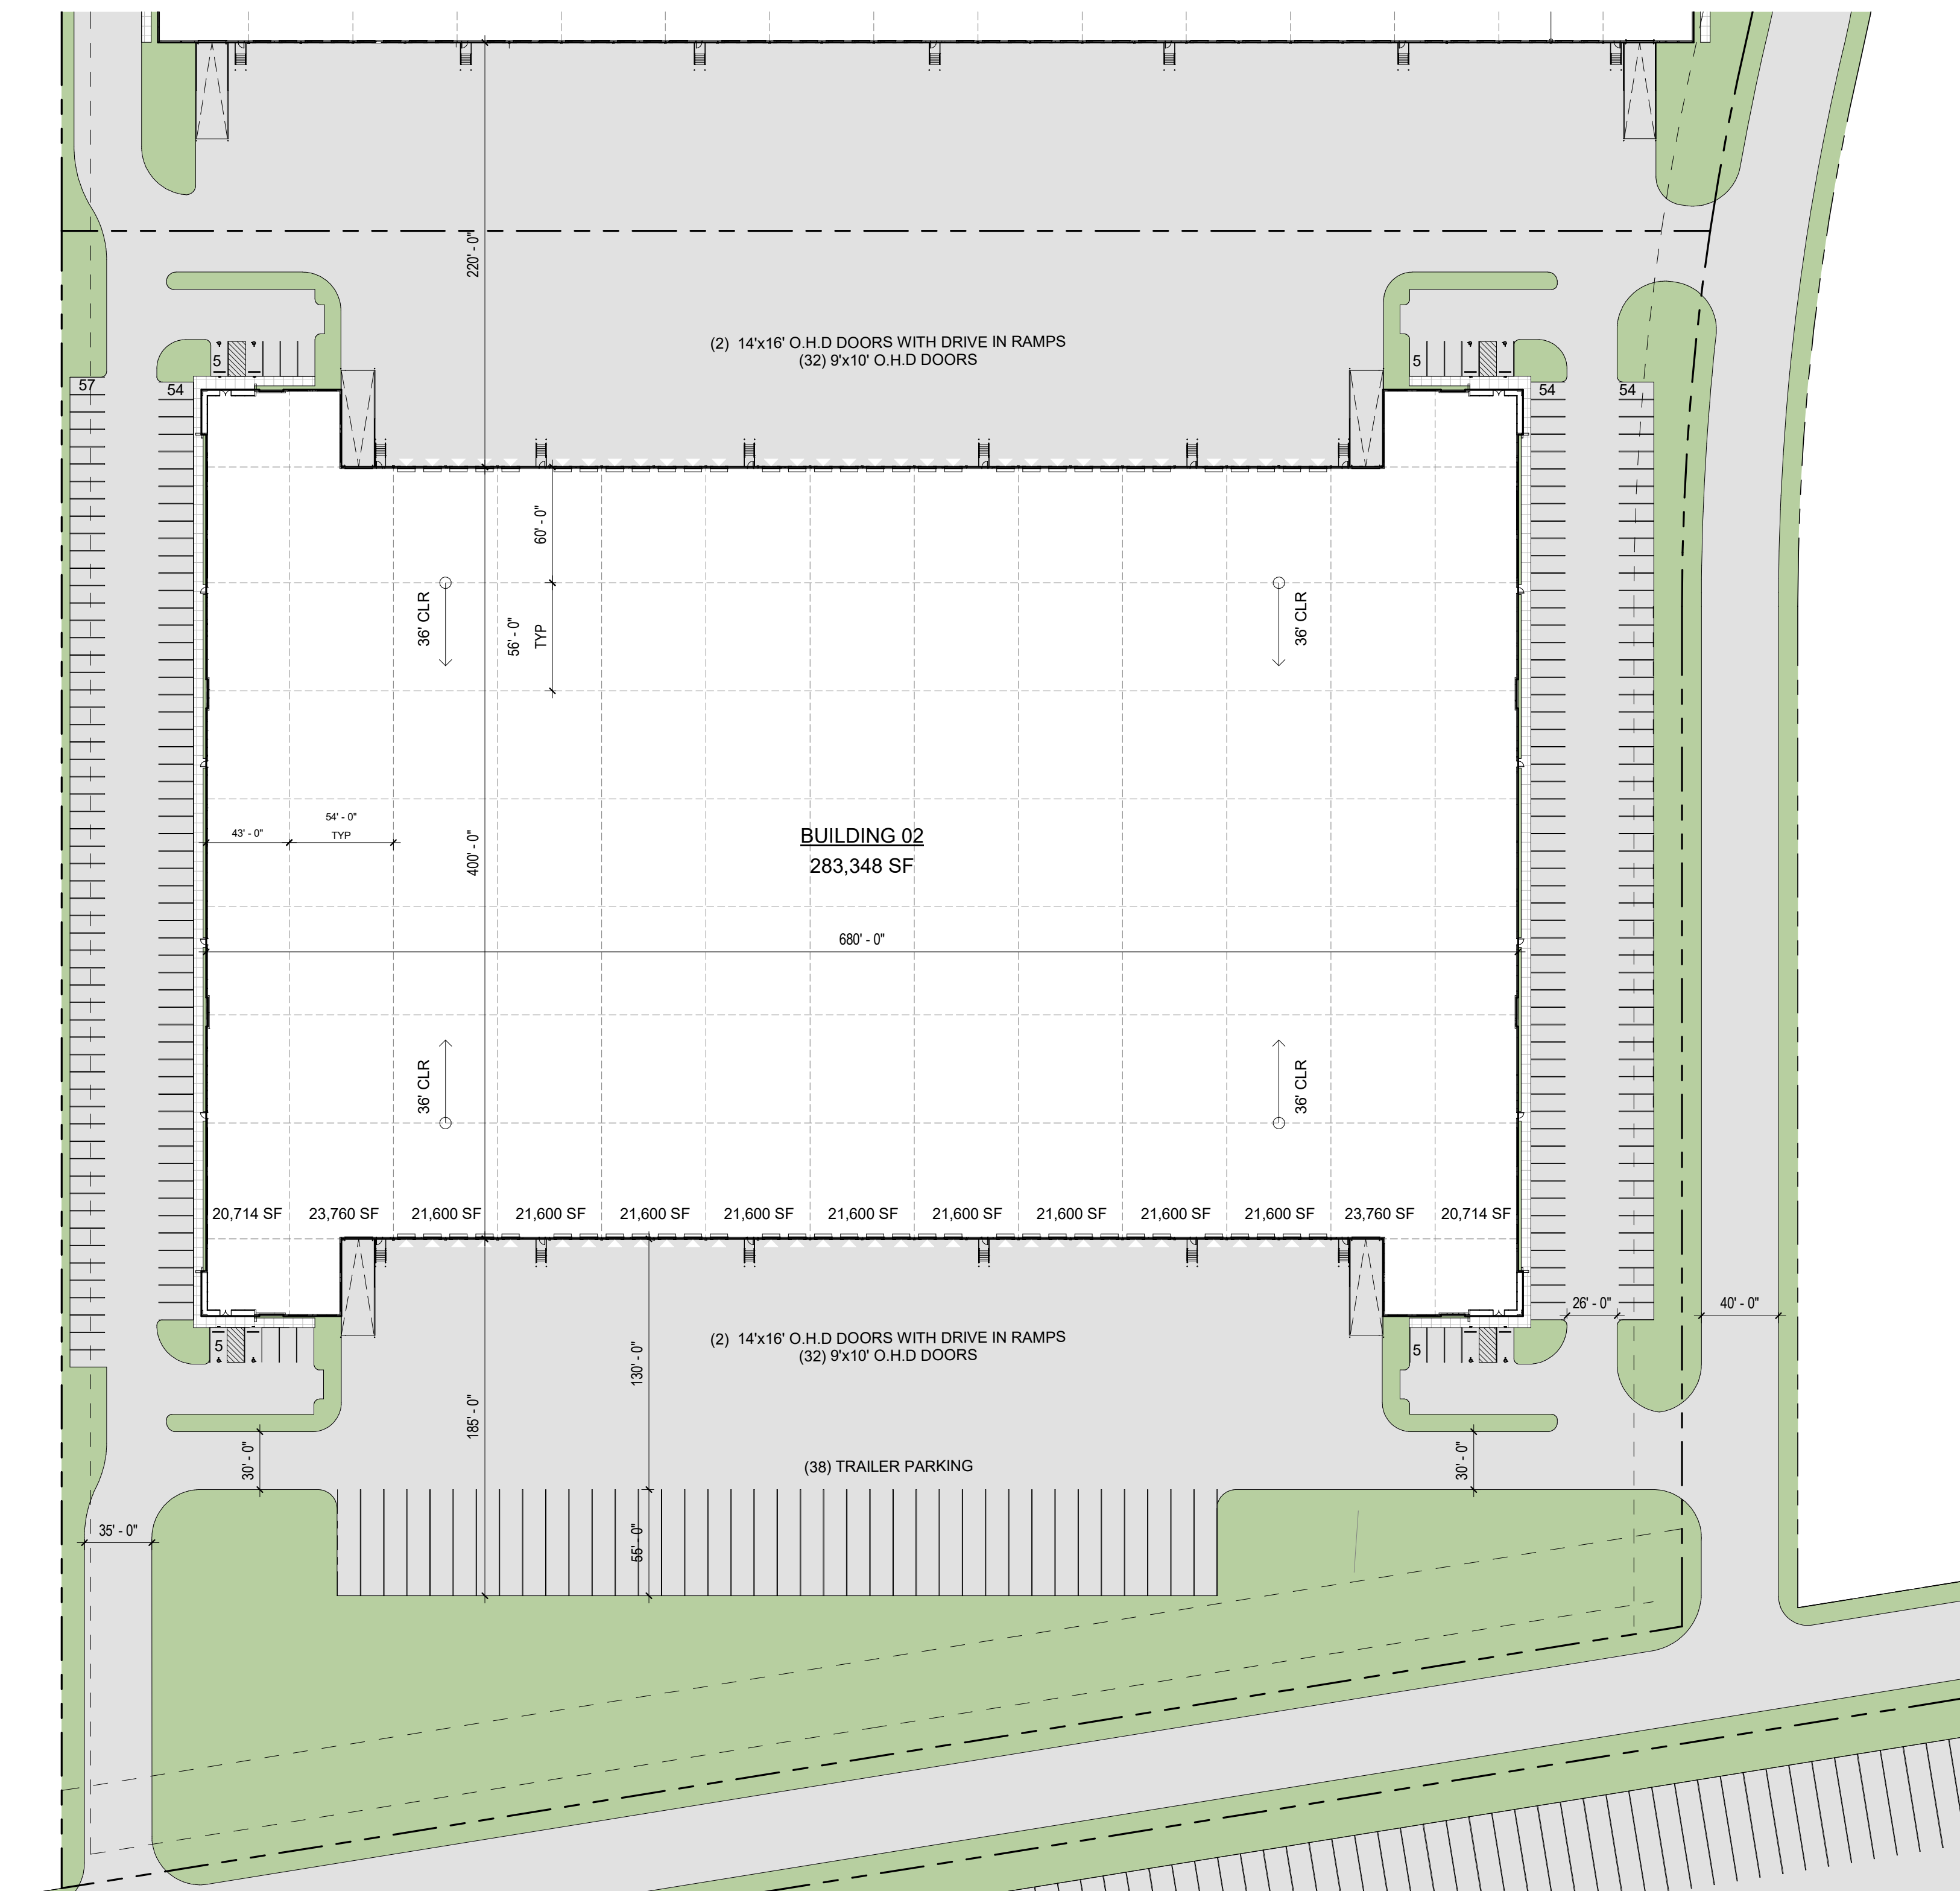 220' - 0"
(2) 14'x16' O.H.D DOORS WITH DRIVE IN RAMPS
(32) 9'x10' O.H.D DOORS
5
5
57
54
54
54
60' - 0"
36' CLR
56' - 0"
TYP
36' CLR
54' - 0"
43' - 0"
TYP
400' - 0"
BUILDING 02
283,348 SF
680' - 0"
36' CLR
36' CLR
20,714 SF
23,760 SF
21,600 SF
21,600 SF
21,600 SF
21,600 SF
21,600 SF
21,600 SF
21,600 SF
21,600 SF
21,600 SF
23,760 SF
20,714 SF
26' - 0"
40' - 0"
5
5
(2) 14'x16' O.H.D DOORS WITH DRIVE IN RAMPS
(32) 9'x10' O.H.D DOORS
130' - 0"
185' - 0"
30' - 0"
(38) TRAILER PARKING
30' - 0"
35' - 0"
55' - 0"